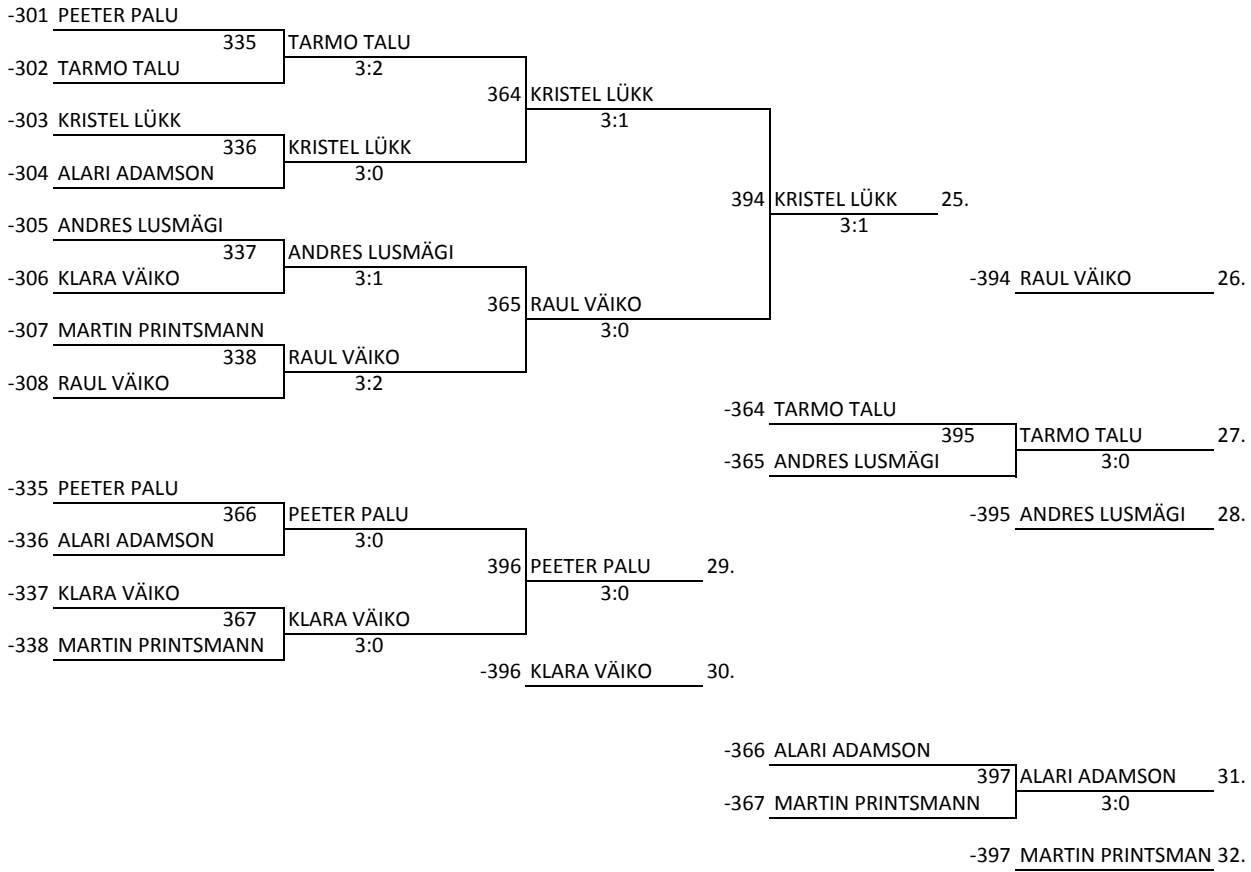 -301 PEETER PALU
335 TARMO TALU
-302 TARMO TALU 3:2
364 KRISTEL LÜKK
-303 KRISTEL LÜKK 3:1
336 KRISTEL LÜKK
-304 ALARI ADAMSON 3:0
394 KRISTEL LÜKK 25.
-305 ANDRES LUSMÄGI 3:1
337 ANDRES LUSMÄGI
-306 KLARA VÄIKO 3:1 -394 RAUL VÄIKO 26.
365 RAUL VÄIKO
-307 MARTIN PRINTSMANN 3:0
338 RAUL VÄIKO
-308 RAUL VÄIKO 3:2
-364 TARMO TALU
395 TARMO TALU 27.
-365 ANDRES LUSMÄGI 3:0
-335 PEETER PALU
366 PEETER PALU -395 ANDRES LUSMÄGI 28.
-336 ALARI ADAMSON 3:0
396 PEETER PALU 29.
-337 KLARA VÄIKO 3:0
367 KLARA VÄIKO
-338 MARTIN PRINTSMANN 3:0
-396 KLARA VÄIKO 30.
-366 ALARI ADAMSON
397 ALARI ADAMSON 31.
-367 MARTIN PRINTSMANN 3:0
-397 MARTIN PRINTSMAN 32.